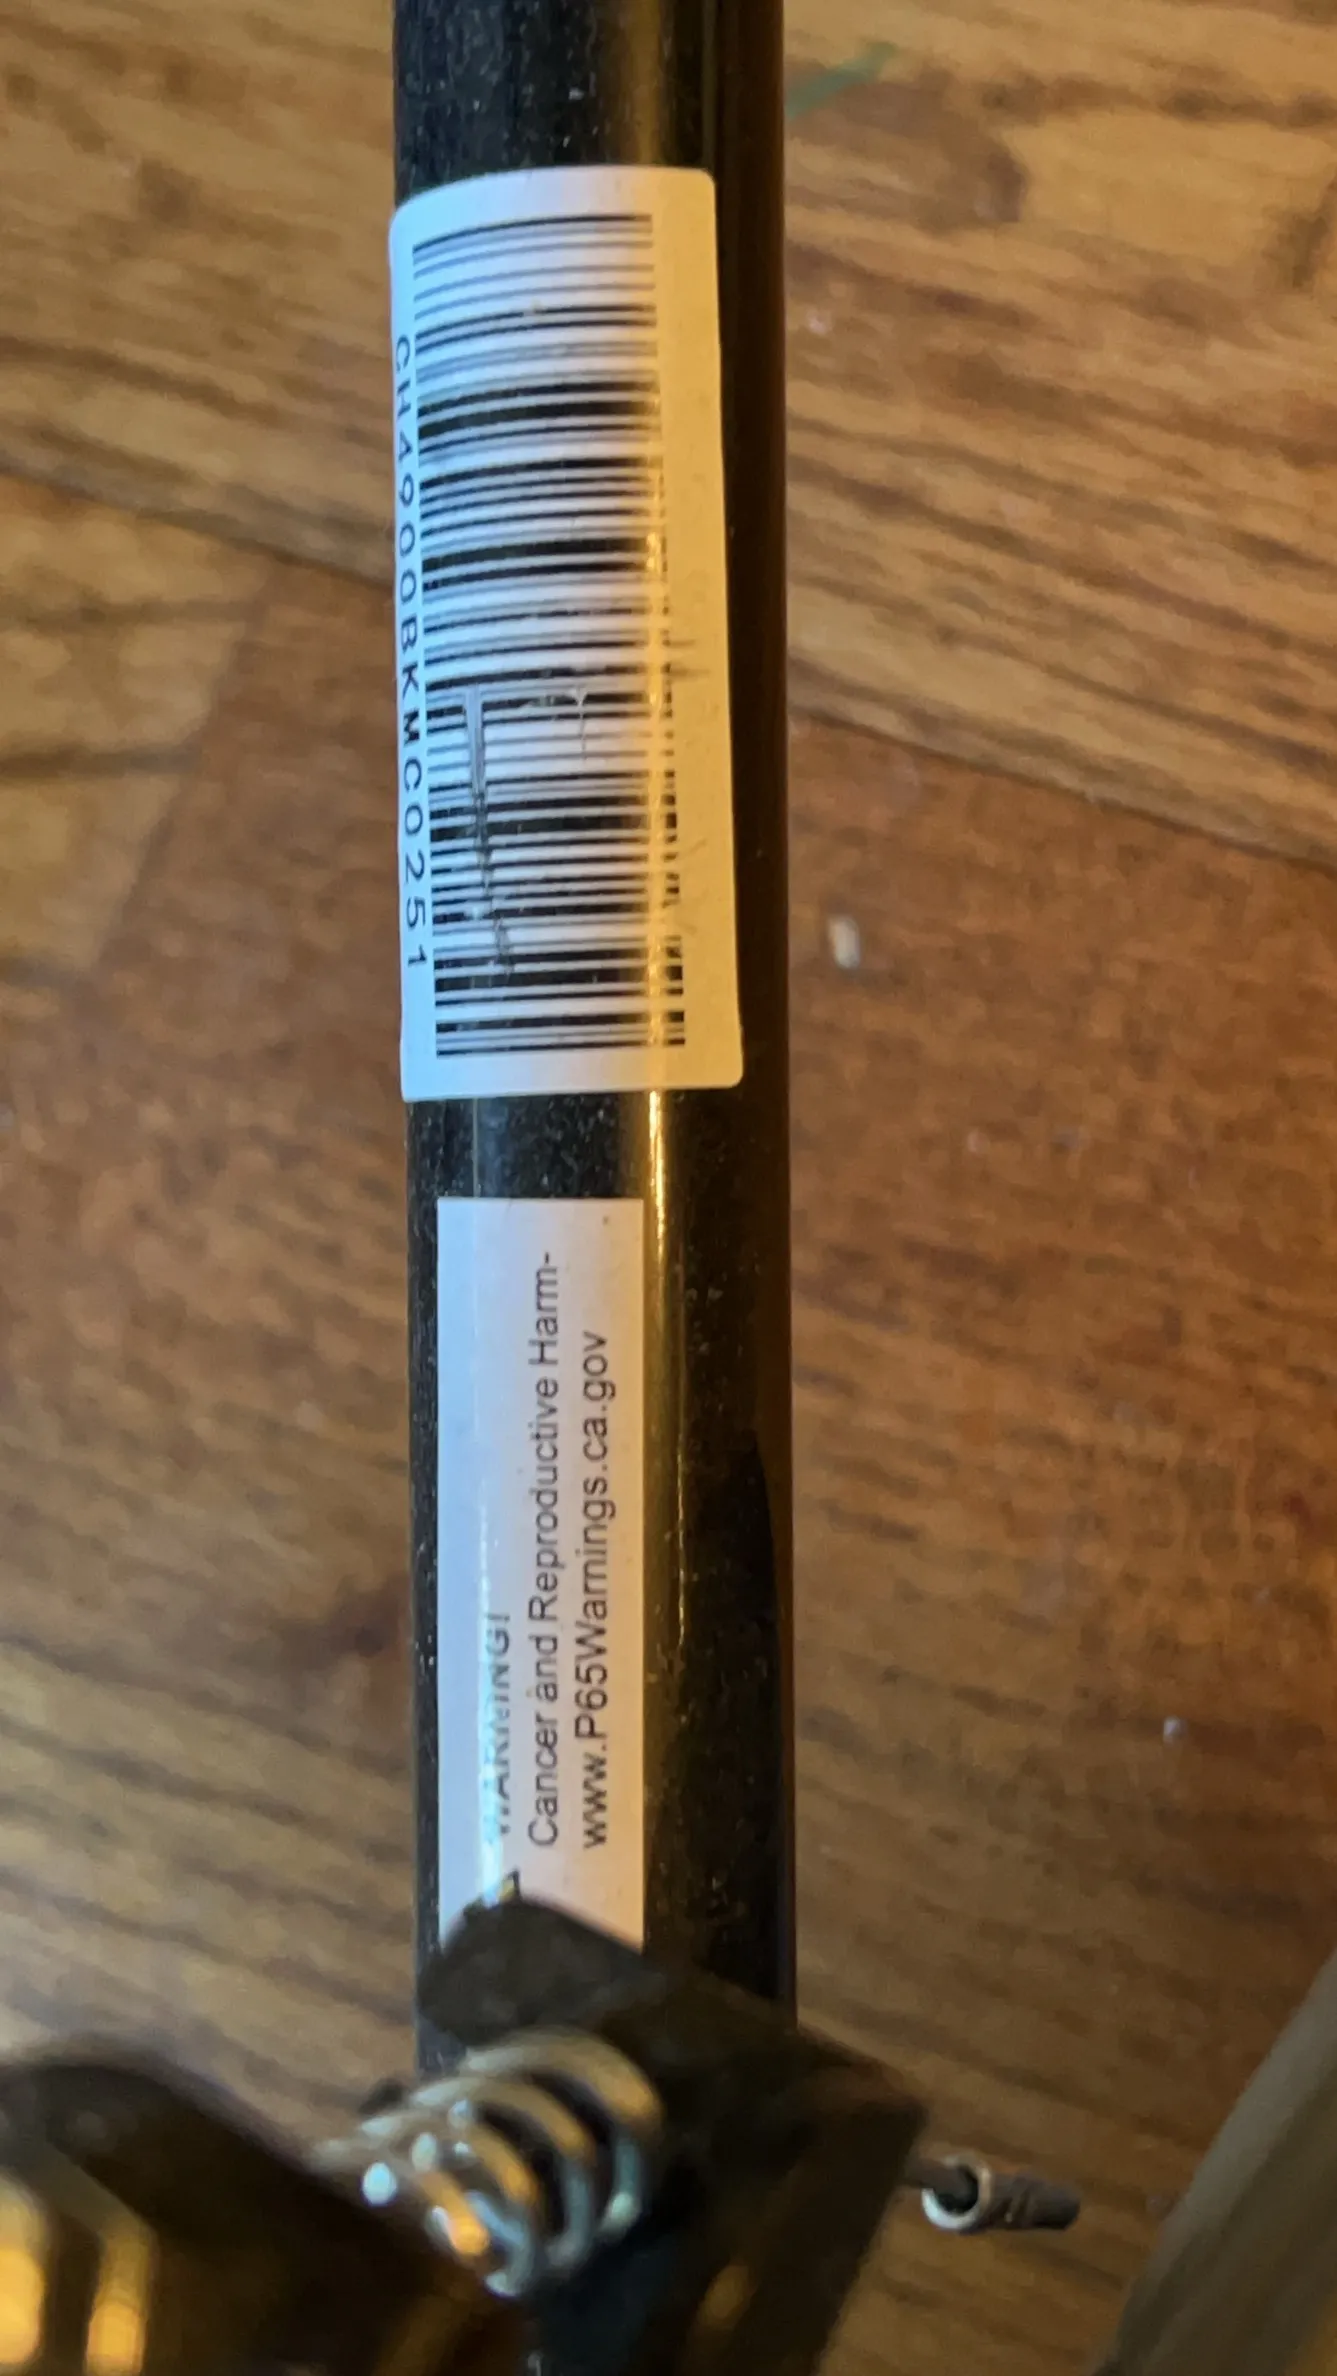 CH4900BKMC0251
WARNING!
Cancer and Reproductive Harm-
www.P65Warnings.ca.gov